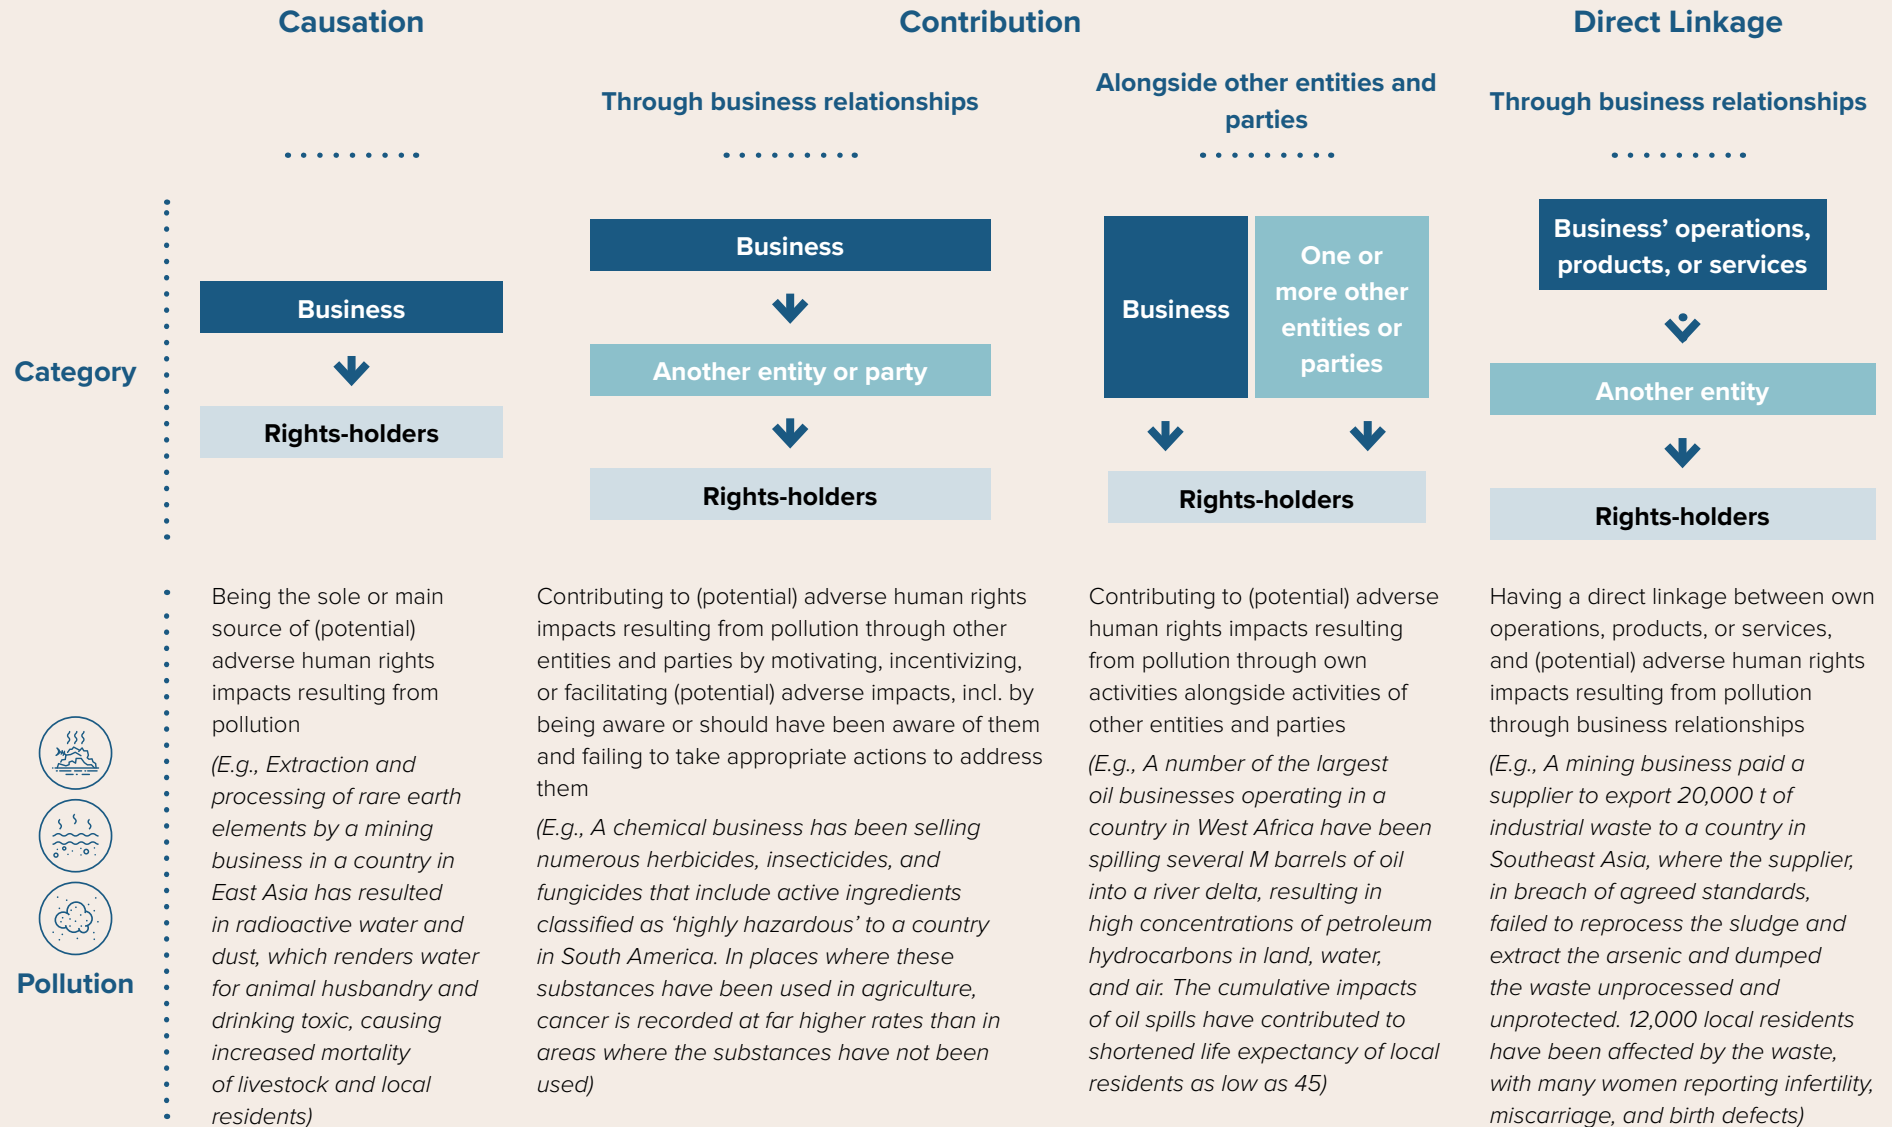 Causation
Contribution
Direct Linkage
Through business relationships
Alongside other entities and
parties
Through business relationships
Category
Business
Rights-holders
Business
Another entity or party
Rights-holders
Business
One or
more other
entities or
parties
Rights-holders
Business’ operations,
products, or services
Another entity
Rights-holders
Pollution
Being the sole or main
source of (potential)
adverse human rights
impacts resulting from
pollution
(E.g., Extraction and
processing of rare earth
elements by a mining
business in a country in
East Asia has resulted
in radioactive water and
dust, which renders water
for animal husbandry and
drinking toxic, causing
increased mortality
of livestock and local
residents)
Contributing to (potential) adverse human rights
impacts resulting from pollution through other
entities and parties by motivating, incentivizing,
or facilitating (potential) adverse impacts, incl. by
being aware or should have been aware of them
and failing to take appropriate actions to address
them
(E.g., A chemical business has been selling
numerous herbicides, insecticides, and
fungicides that include active ingredients
classified as ‘highly hazardous’ to a country
in South America. In places where these
substances have been used in agriculture,
cancer is recorded at far higher rates than in
areas where the substances have not been
used)
Contributing to (potential) adverse
human rights impacts resulting
from pollution through own
activities alongside activities of
other entities and parties
(E.g., A number of the largest
oil businesses operating in a
country in West Africa have been
spilling several M barrels of oil
into a river delta, resulting in
high concentrations of petroleum
hydrocarbons in land, water,
and air. The cumulative impacts
of oil spills have contributed to
shortened life expectancy of local
residents as low as 45)
Having a direct linkage between own
operations, products, or services,
and (potential) adverse human rights
impacts resulting from pollution
through business relationships
(E.g., A mining business paid a
supplier to export 20,000 t of
industrial waste to a country in
Southeast Asia, where the supplier,
in breach of agreed standards,
failed to reprocess the sludge and
extract the arsenic and dumped
the waste unprocessed and
unprotected. 12,000 local residents
have been affected by the waste,
with many women reporting infertility,
miscarriage, and birth defects)